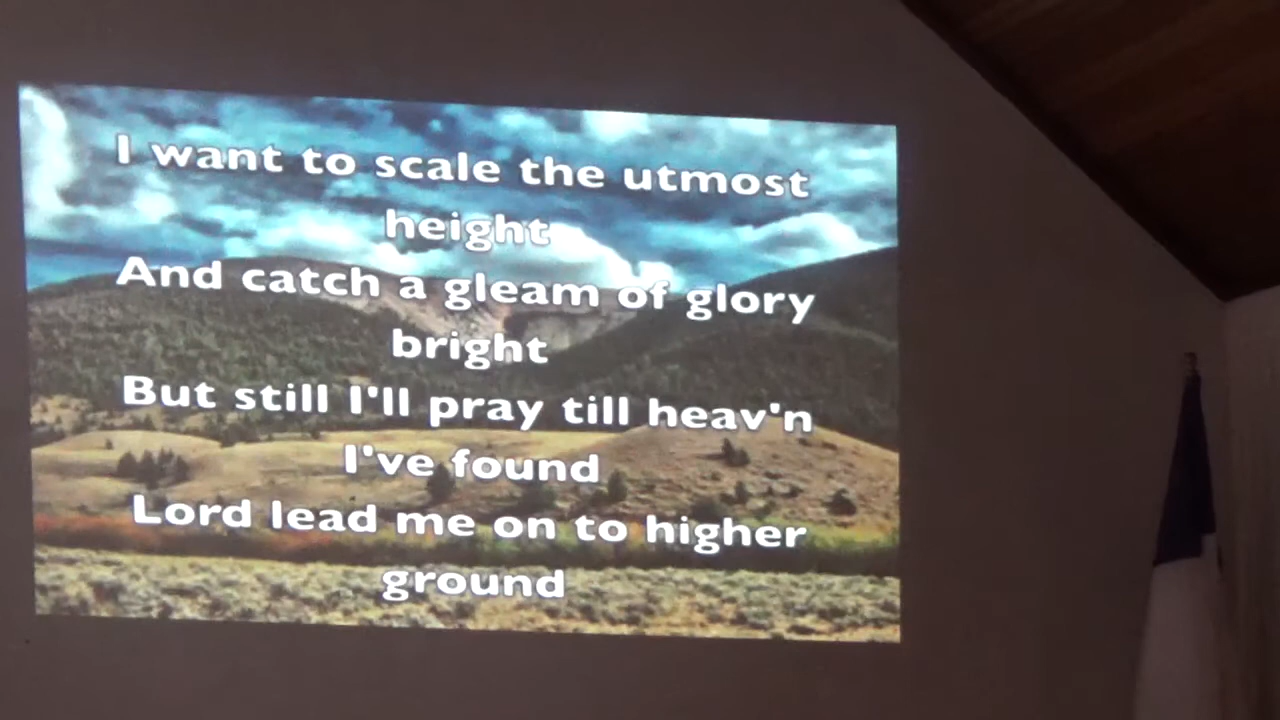 I want to scale the utmost
height
And catch a gleam of glory
bright
But still I'll pray till heav'n
I've found
Lord lead me on to higher
ground